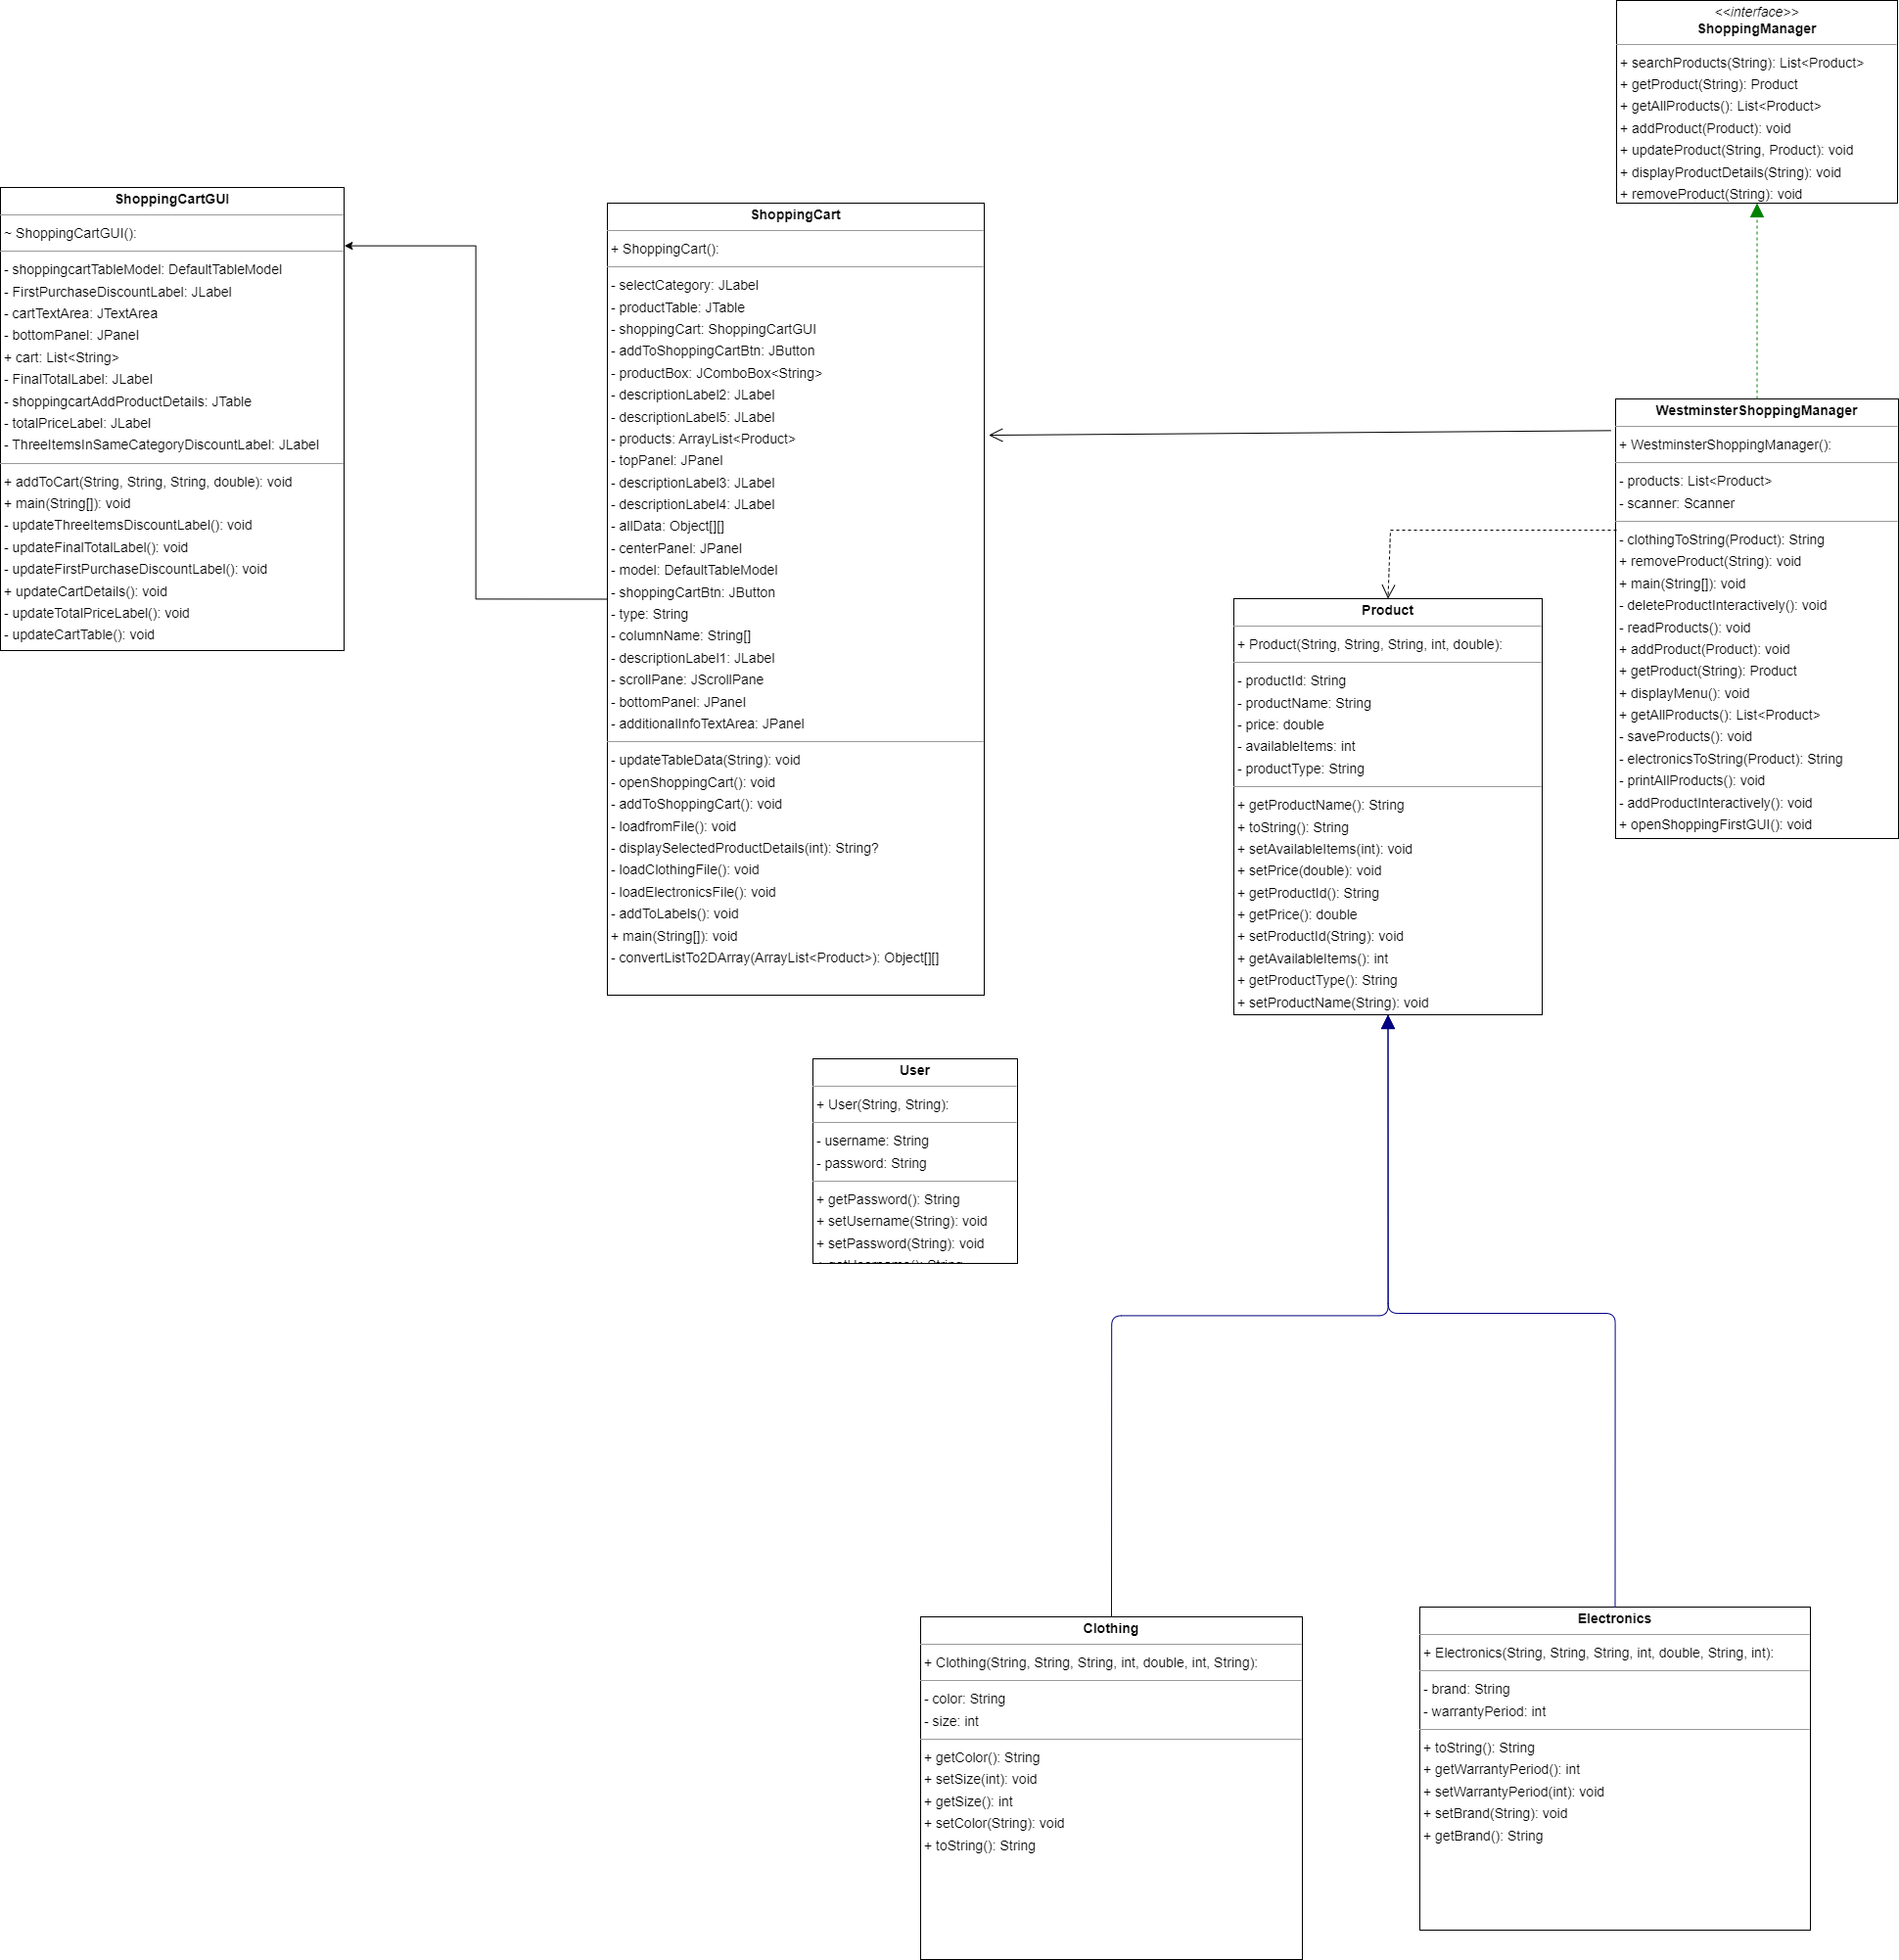 <<interface>>
ShoppingManager
+ searchProducts(String): List<Product>
+ getProduct(String): Product
+ getAllProducts(): List<Product>
+ addProduct(Product): void
+ updateProduct(String, Product): void
+ displayProductDetails(String): void
+ removeProduct(String): void
ShoppingCartGUI
~ ShoppingCartGUI():
- shoppingcartTableModel: DefaultTableModel
- FirstPurchaseDiscountLabel: JLabel
- cartTextArea: JTextArea
- bottomPanel: JPanel
+ cart: List<String>
- FinalTotalLabel: JLabel
- shoppingcartAddProductDetails: JTable
- totalPriceLabel: JLabel
- ThreeItemsInSameCategoryDiscountLabel: JLabel
+ addToCart(String, String, String, double): void
+ main(String[]): void
- updateThreeItemsDiscountLabel(): void
- updateFinalTotalLabel(): void
- updateFirstPurchaseDiscountLabel(): void
+ updateCartDetails(): void
- updateTotalPriceLabel(): void
- updateCartTable(): void
ShoppingCart
+ ShoppingCart():
- selectCategory: JLabel
- productTable: JTable
- shoppingCart: ShoppingCartGUI
- addToShoppingCartBtn: JButton
- productBox: JComboBox<String>
- descriptionLabel2: JLabel
- descriptionLabel5: JLabel
- products: ArrayList<Product>
- topPanel: JPanel
- descriptionLabel3: JLabel
- descriptionLabel4: JLabel
- allData: Object[][]
- centerPanel: JPanel
- model: DefaultTableModel
- shoppingCartBtn: JButton
- type: String
- columnName: String[]
- descriptionLabel1: JLabel
- scrollPane: JScrollPane
- bottomPanel: JPanel
- additionalInfoTextArea: JPanel
- updateTableData(String): void
- openShoppingCart(): void
- addToShoppingCart(): void
- loadfromFile(): void
- displaySelectedProductDetails(int): String?
- loadClothingFile(): void
- loadElectronicsFile(): void
- addToLabels(): void
+ main(String[]): void
- convertListTo2DArray(ArrayList<Product>): Object[][]
WestminsterShoppingManager
+ WestminsterShoppingManager():
- products: List<Product>
- scanner: Scanner
- clothingToString(Product): String
+ removeProduct(String): void
+ main(String[]): void
- deleteProductInteractively(): void
- readProducts(): void
+ addProduct(Product): void
+ getProduct(String): Product
+ displayMenu(): void
+ getAllProducts(): List<Product>
- saveProducts(): void
- electronicsToString(Product): String
- printAllProducts(): void
- addProductInteractively(): void
+ openShoppingFirstGUI(): void
Product
+ Product(String, String, String, int, double):
- productId: String
- productName: String
- price: double
- availableItems: int
- productType: String
+ getProductName(): String
+ toString(): String
+ setAvailableItems(int): void
+ setPrice(double): void
+ getProductId(): String
+ getPrice(): double
+ setProductId(String): void
+ getAvailableItems(): int
+ getProductType(): String
+ setProductName(String): void
User
+ User(String, String):
- username: String
- password: String
+ getPassword(): String
+ setUsername(String): void
+ setPassword(String): void
+ getUsername(): String
Clothing
+ Clothing(String, String, String, int, double, int, String):
- color: String
- size: int
+ getColor(): String
+ setSize(int): void
+ getSize(): int
+ setColor(String): void
+ toString(): String
Electronics
+ Electronics(String, String, String, int, double, String, int):
- brand: String
- warrantyPeriod: int
+ toString(): String
+ getWarrantyPeriod(): int
+ setWarrantyPeriod(int): void
+ setBrand(String): void
+ getBrand(): String